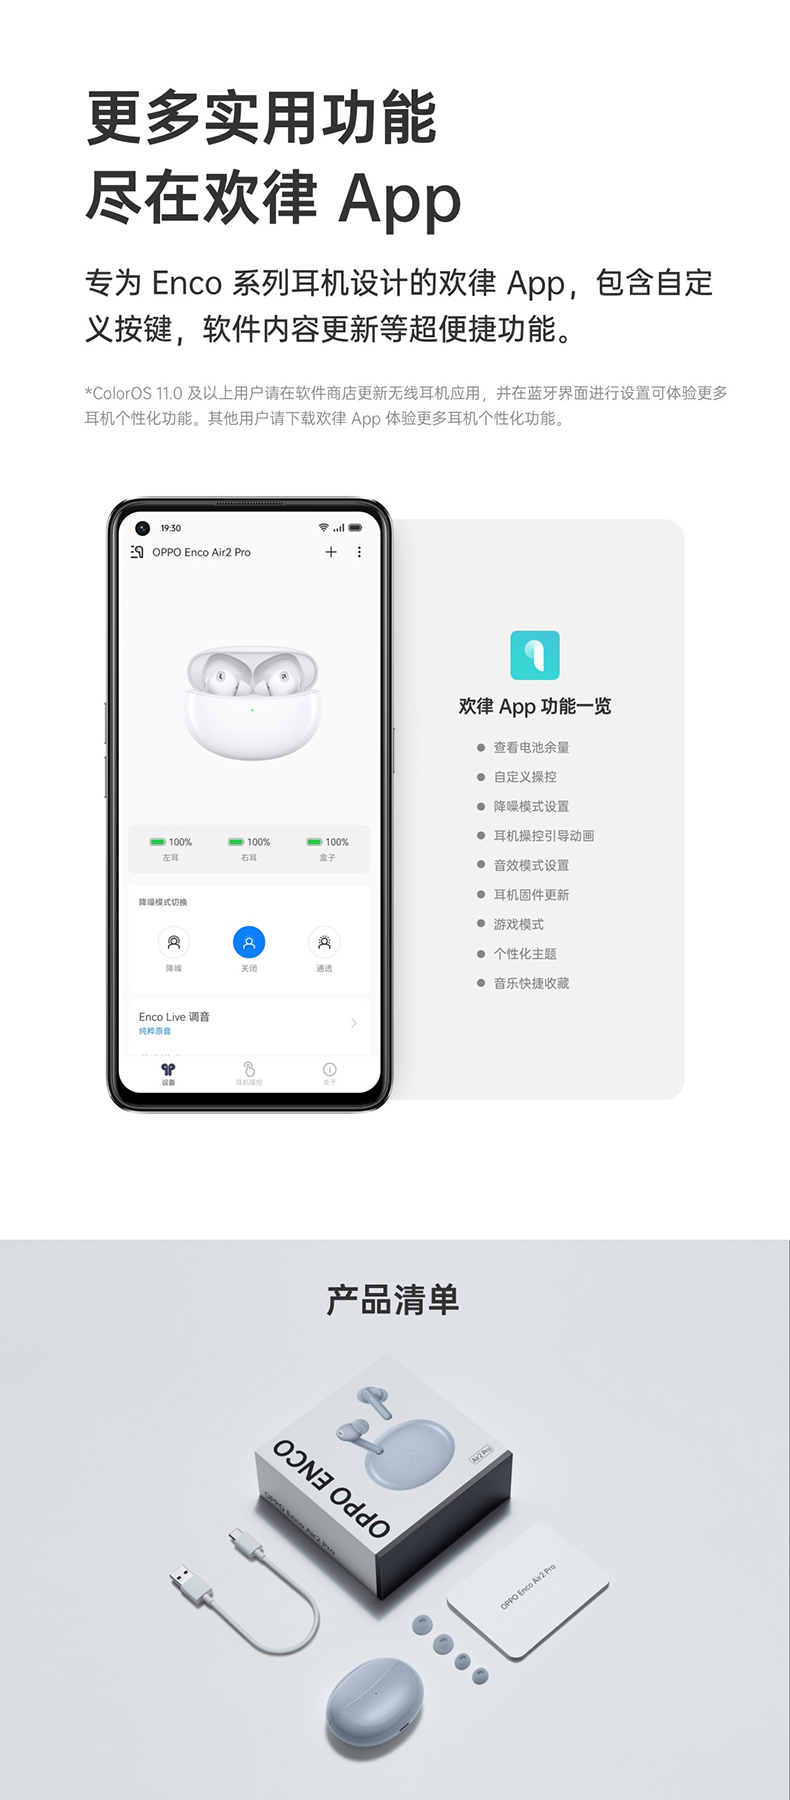 更多实用功能
尽在欢律 App
专为 Enco 系列耳机设计的欢律 App，包含自定
义按键，软件内容更新等超便捷功能。
*ColorOS 11.0 及以上用户请在软件商店更新无线耳机应用，并在蓝牙界面进行设置可体验更多
耳机个性化功能。其他用户请下载欢律 App 体验更多耳机个性化功能。
19:30
OPPO Enco Air2 Pro
100% 100% 100%
左耳 右耳 盒子
降噪模式切换
降噪 关闭 通透
Enco Live 调音
纯粹原音
设备 耳机操控 关于
欢律 App 功能一览
查看电池余量
自定义操控
降噪模式设置
耳机操控引导动画
音效模式设置
耳机固件更新
游戏模式
个性化主题
音乐快捷收藏
产品清单
OPPO ENCO
Air2 Pro
OPPO Enco Air2 Pro
OPPO Enco Air2 Pro